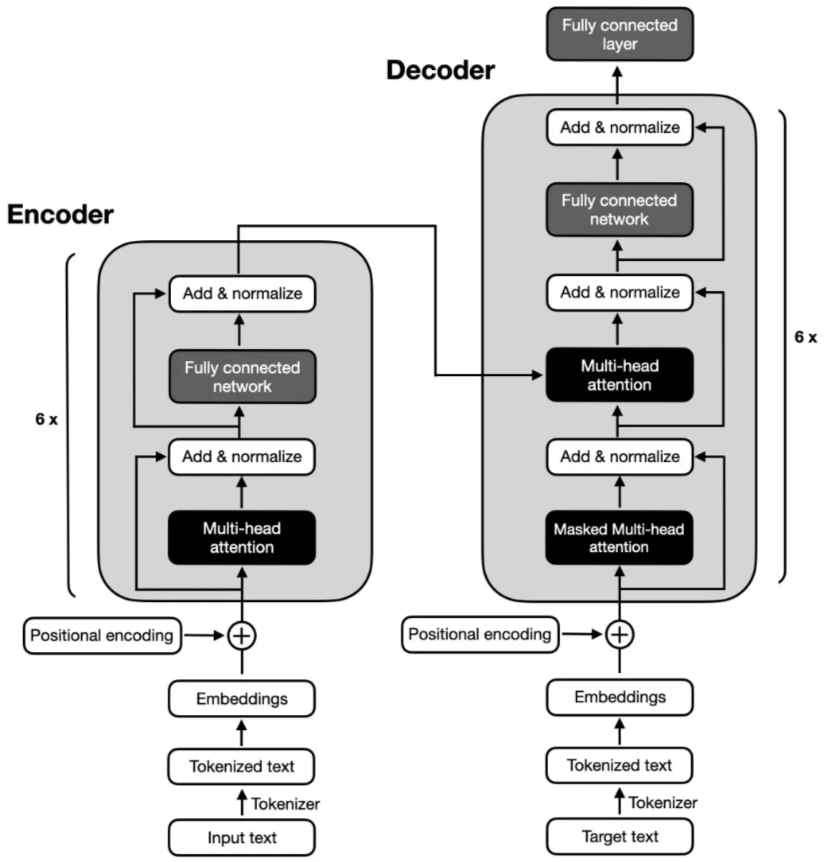 Encoder
Add & normalize
Fully connected
network
6 x
Add & normalize
Multi-head
attention
Positional encoding
+
Embeddings
Tokenized text
Tokenizer
Input text
Fully connected
layer
Decoder
Add & normalize
Fully connected
network
Add & normalize
6 x
Multi-head
attention
Add & normalize
Masked Multi-head
attention
Positional encoding
+
Embeddings
Tokenized text
Tokenizer
Target text